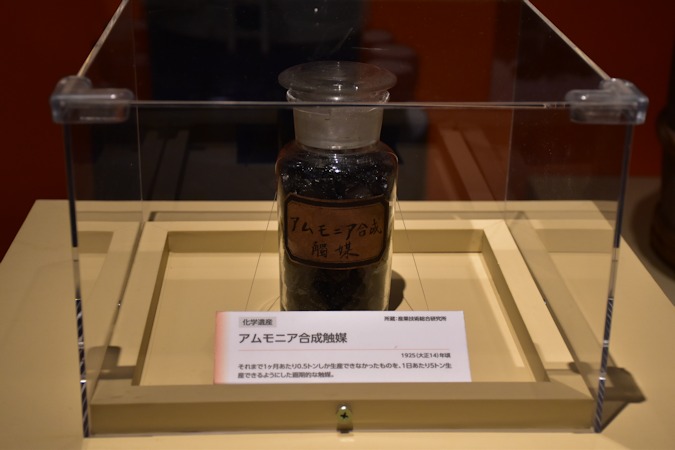 アムモニア合成
觸媒
化学遺産
所蔵:産業技術総合研究所
アムモニア合成触媒
1925(大正14)年頃
それまで1ヶ月あたり0.5トンしか生産できなかったものを、1日あたり5トン生
産できるようにした画期的な触媒。